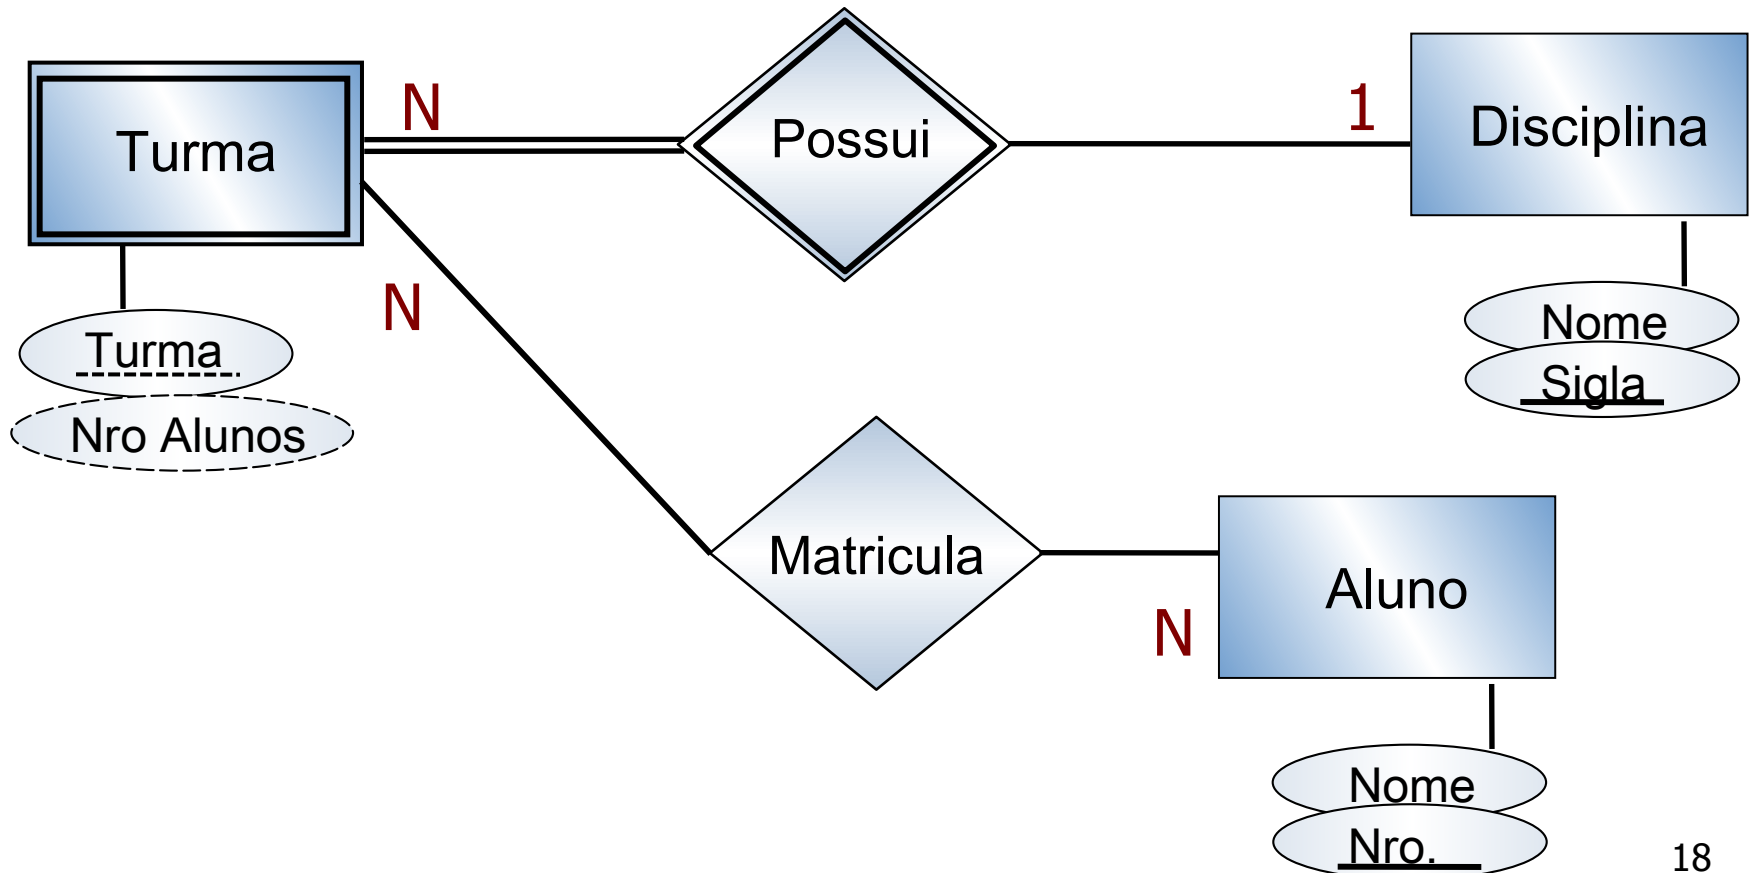 N
1
Turma
Possui
Disciplina
N
Turma
Nro Alunos
Nome
Sigla
Matricula
Aluno
N
Nome
Nro.
18